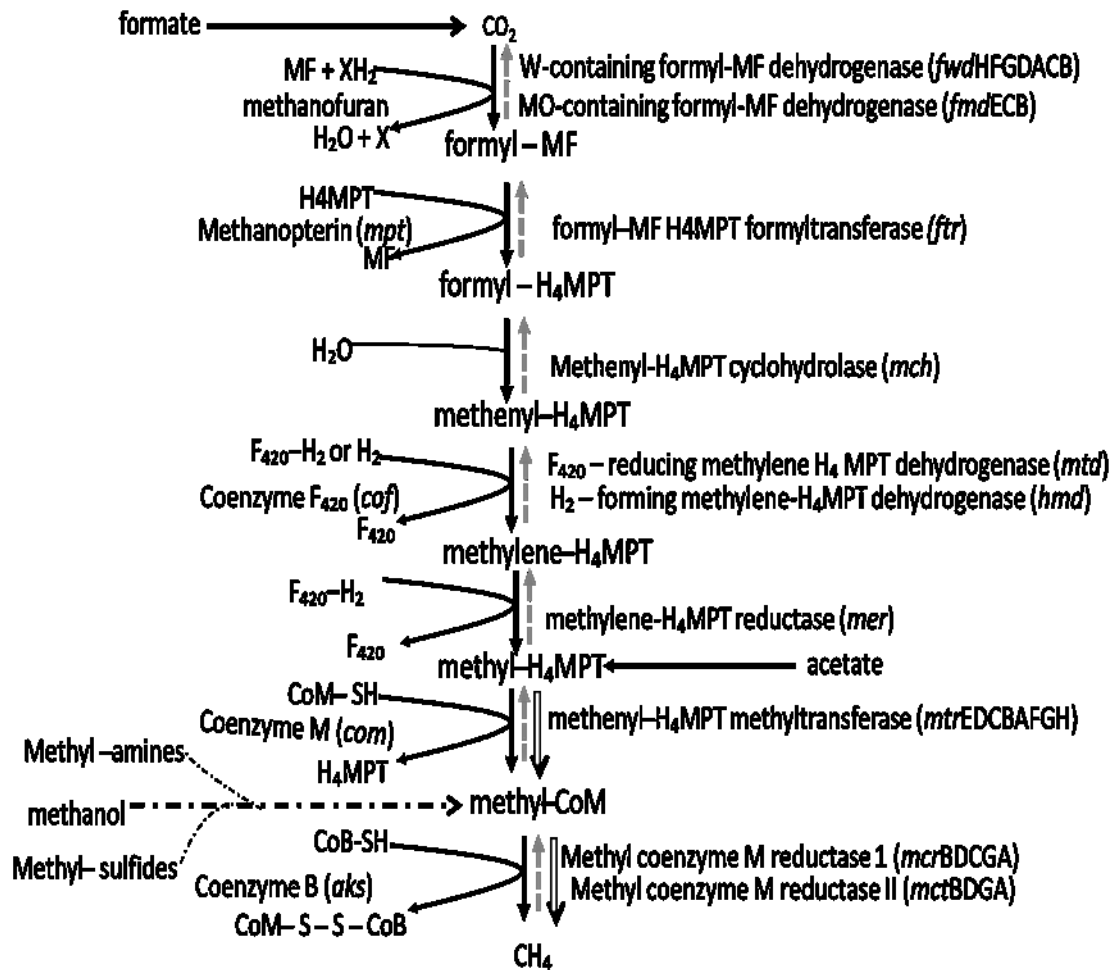 formate CO₂
MF + XH₂ W-containing formyl-MF dehydrogenase (fwdHFGDACB)
methanofuran MO-containing formyl-MF dehydrogenase (fmdECB)
H₂O + X
formyl – MF
H4MPT
Methanopterin (mpt) formyl–MF H4MPT formyltransferase (ftr)
MF
formyl – H₄MPT
H₂O
Methenyl-H₄MPT cyclohydrolase (mch)
methenyl–H₄MPT
F₄₂₀–H₂ or H₂ F₄₂₀ – reducing methylene H₄ MPT dehydrogenase (mtd)
Coenzyme F₄₂₀ (cof) H₂ – forming methylene-H₄MPT dehydrogenase (hmd)
F₄₂₀
methylene–H₄MPT
F₄₂₀–H₂
methylene-H₄MPT reductase (mer)
F₄₂₀
methyl–H₄MPT acetate
CoM– SH
Coenzyme M (com) methenyl–H₄MPT methyltransferase (mtrEDCBAFGH)
Methyl –amines
H₄MPT
methanol methyl-CoM
Methyl– sulfides
CoB-SH Methyl coenzyme M reductase 1 (mcrBDCGA)
Coenzyme B (aks) Methyl coenzyme M reductase II (mctBDGA)
CoM– S – S – CoB
CH₄